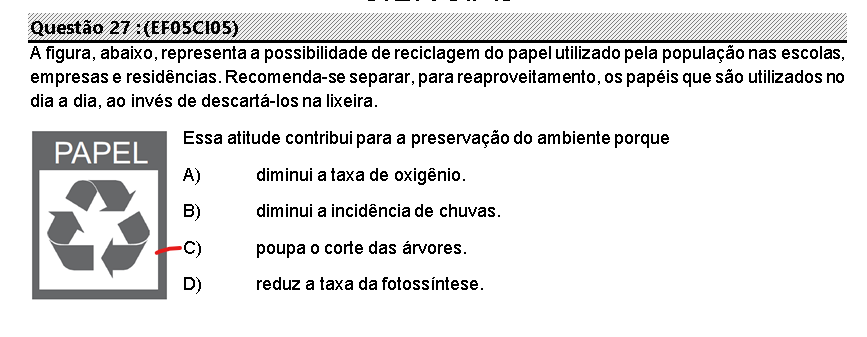 Questão 27 :(EF05CI05)
A figura, abaixo, representa a possibilidade de reciclagem do papel utilizado pela população nas escolas,
empresas e residências. Recomenda-se separar, para reaproveitamento, os papéis que são utilizados no
dia a dia, ao invés de descartá-los na lixeira.
PAPEL
Essa atitude contribui para a preservação do ambiente porque
A) diminui a taxa de oxigênio.
B) diminui a incidência de chuvas.
C) poupa o corte das árvores.
D) reduz a taxa da fotossíntese.